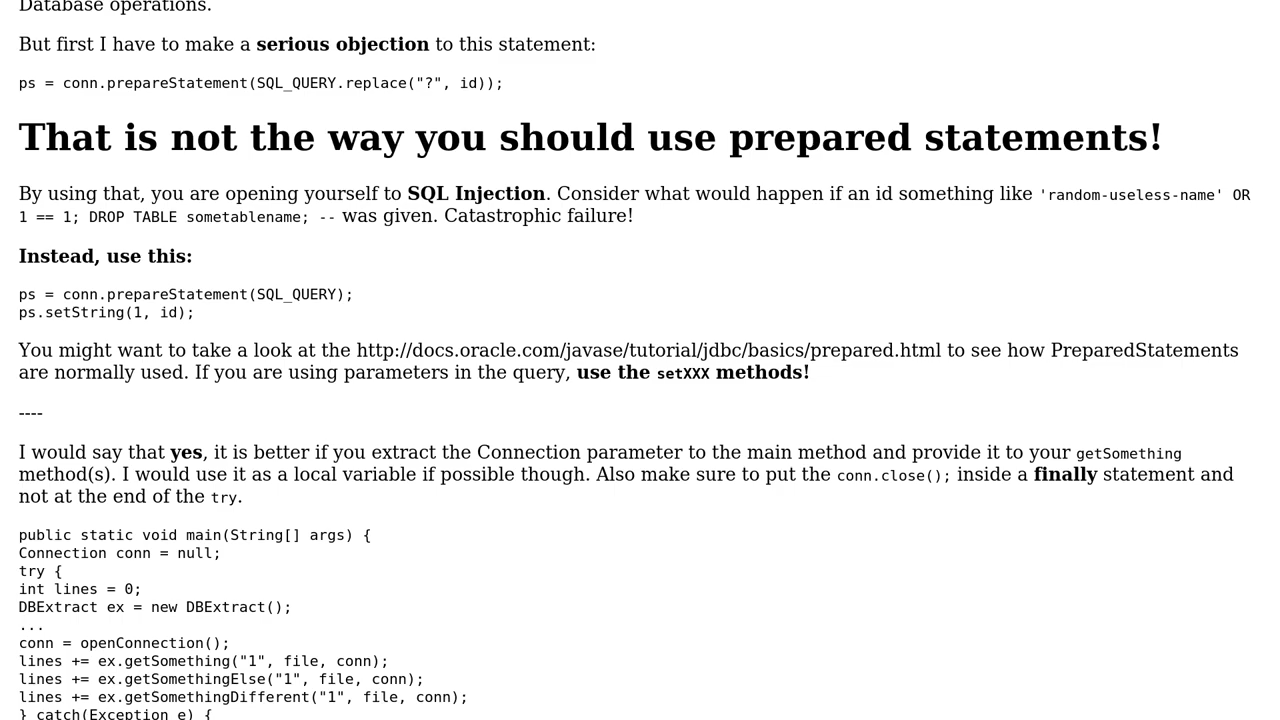 Database operations.
But first I have to make a serious objection to this statement:
ps = conn.prepareStatement(SQL_QUERY.replace("?", id));
That is not the way you should use prepared statements!
By using that, you are opening yourself to SQL Injection. Consider what would happen if an id something like 'random-useless-name' OR
1 == 1; DROP TABLE sometablename; -- was given. Catastrophic failure!
Instead, use this:
ps = conn.prepareStatement(SQL_QUERY);
ps.setString(1, id);
You might want to take a look at the http://docs.oracle.com/javase/tutorial/jdbc/basics/prepared.html to see how PreparedStatements
are normally used. If you are using parameters in the query, use the setXXX methods!
----
I would say that yes, it is better if you extract the Connection parameter to the main method and provide it to your getSomething
method(s). I would use it as a local variable if possible though. Also make sure to put the conn.close(); inside a finally statement and
not at the end of the try.
public static void main(String[] args) {
Connection conn = null;
try {
int lines = 0;
DBExtract ex = new DBExtract();
...
conn = openConnection();
lines += ex.getSomething("1", file, conn);
lines += ex.getSomethingElse("1", file, conn);
lines += ex.getSomethingDifferent("1", file, conn);
} catch(Exception e) {